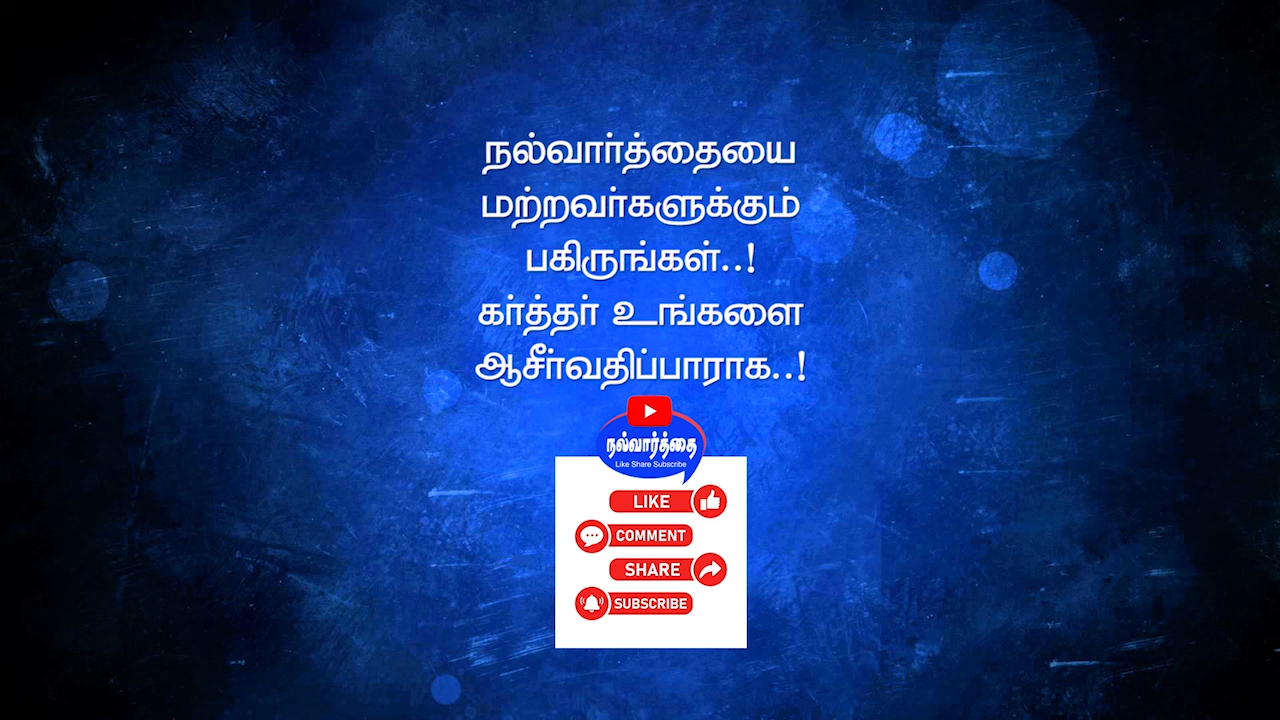 நல்வார்த்தையை
மற்றவர்களுக்கும்
பகிருங்கள்..!
கர்த்தர் உங்களை
ஆசீர்வதிப்பாராக..!
நல்வார்த்தை
Like Share Subscribe
LIKE
COMMENT
SHARE
SUBSCRIBE